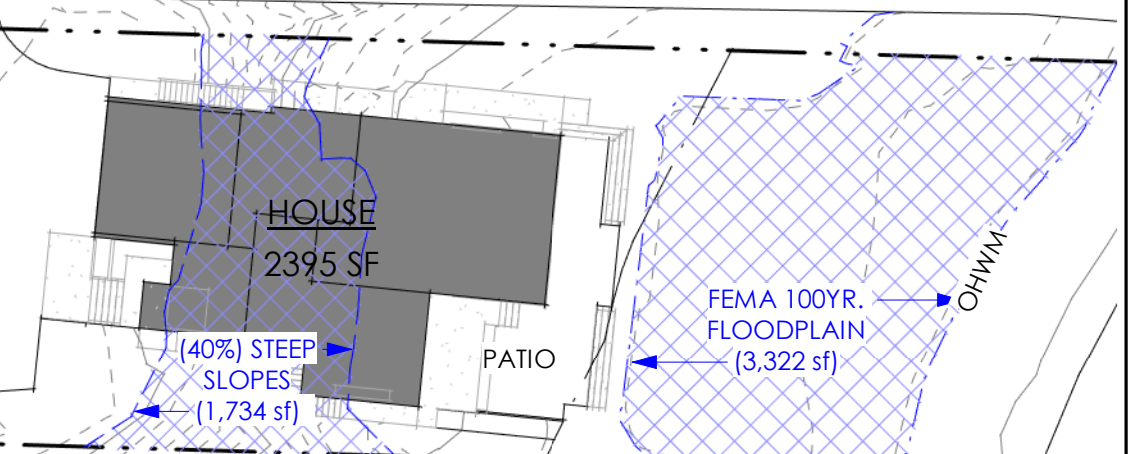 HOUSE
2395 SF
(40%) STEEP
SLOPES
(1,734 sf)
PATIO
FEMA 100YR.
FLOODPLAIN
(3,322 sf)
OHWM